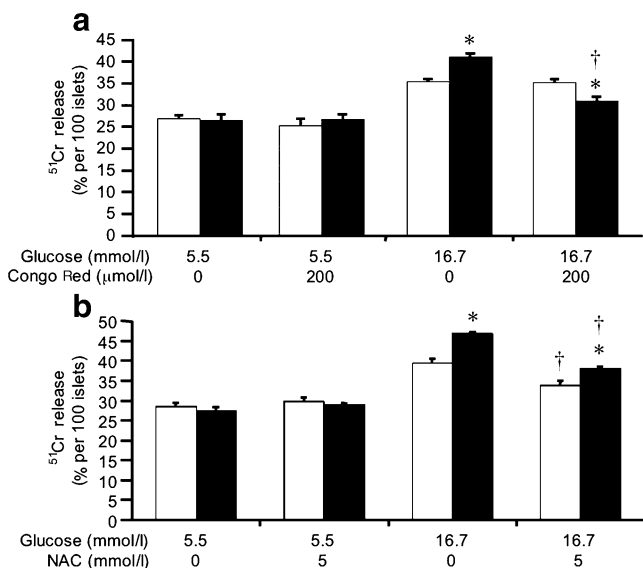 a
45
*
†
40
*
35
30
25
20
15
10
5
0
51Cr release
(% per 100 islets)
Glucose (mmol/l) 5.5 5.5 16.7 16.7
Congo Red (μmol/l) 0 200 0 200
b
50
*
†
45
† *
40
35
30
25
20
15
10
5
0
51Cr release
(% per 100 islets)
Glucose (mmol/l) 5.5 5.5 16.7 16.7
NAC (mmol/l) 0 5 0 5